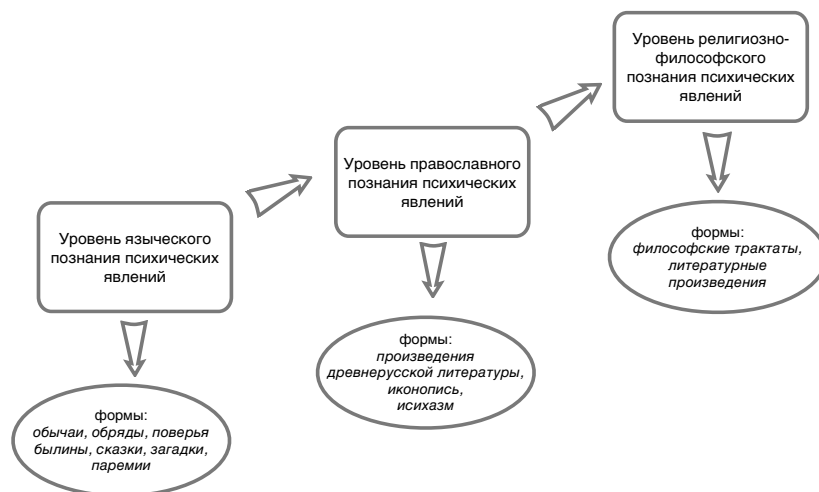 Уровень религиозно-
философского
познания психических
явлений
Уровень православного
познания психических
явлений
Уровень языческого
познания психических
явлений
формы:
философские трактаты,
литературные
произведения
формы:
произведения
древнерусской литературы,
иконопись,
исихазм
формы:
обычаи, обряды, поверья
былины, сказки, загадки,
паремии